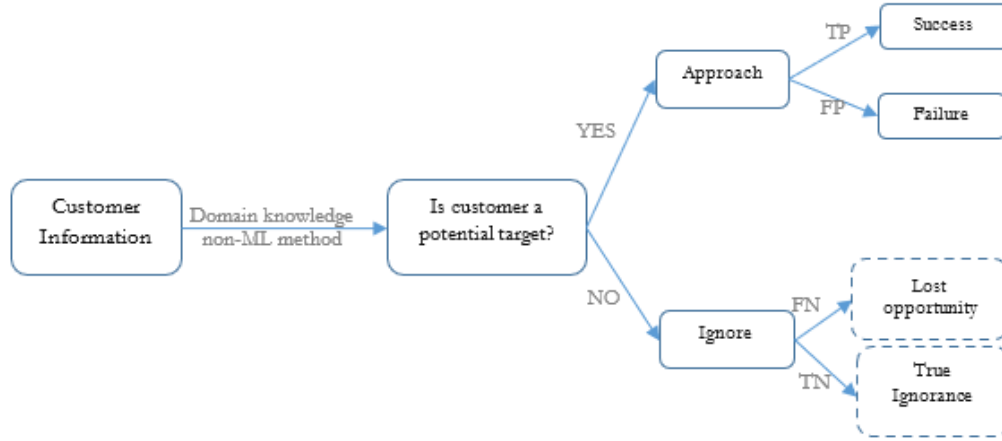 Customer
Information
Domain knowledge
non-ML method
Is customer a
potential target?
YES
Approach
TP
Success
FP
Failure
NO
Ignore
FN
Lost
opportunity
TN
True
Ignorance